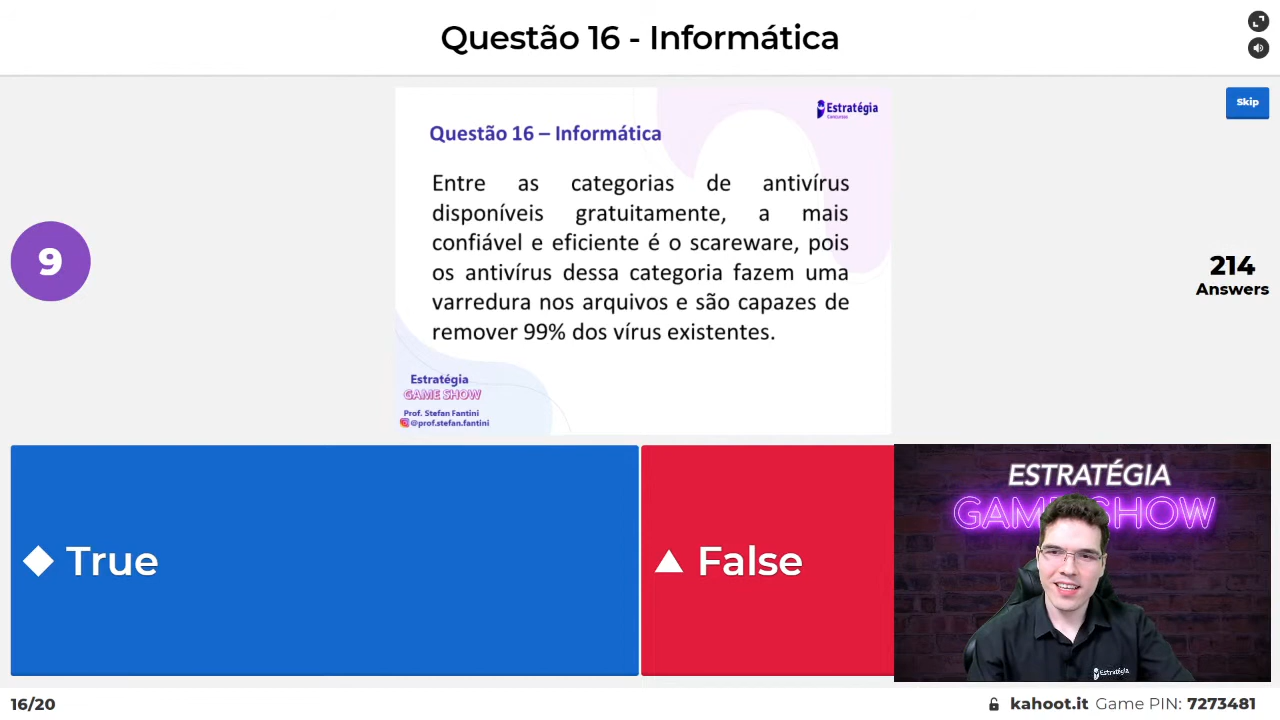 Questão 16 - Informática
Skip
Estratégia
Concursos
Questão 16 – Informática
Entre as categorias de antivírus
disponíveis gratuitamente, a mais
confiável e eficiente é o scareware, pois
os antivírus dessa categoria fazem uma
varredura nos arquivos e são capazes de
remover 99% dos vírus existentes.
9
214
Answers
Estratégia
GAME SHOW
Prof. Stefan Fantini
@prof.stefan.fantini
True
False
ESTRATÉGIA
GAME SHOW
Estratégia
16/20
kahoot.it Game PIN: 7273481